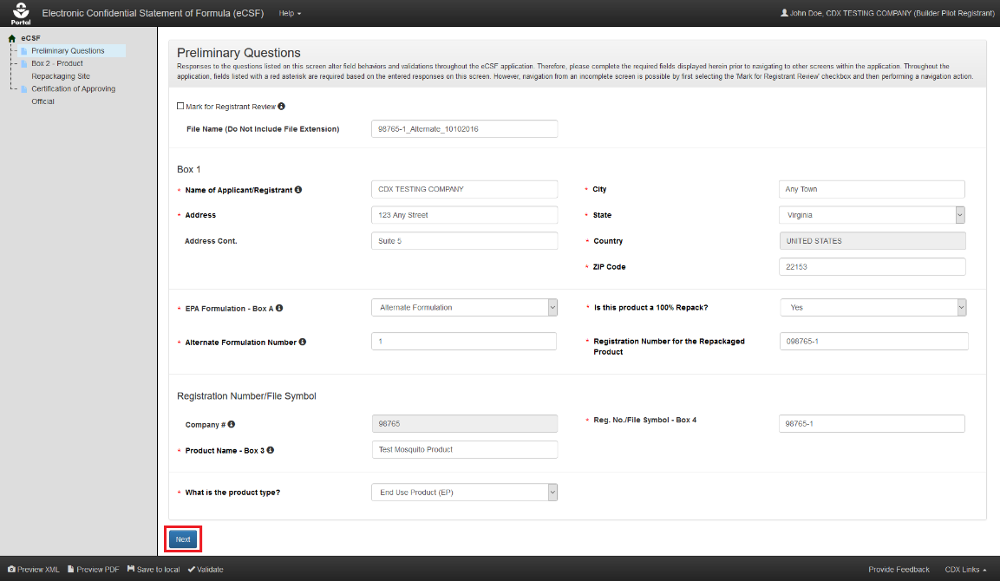 Portal
Electronic Confidential Statement of Formula (eCSF)
Help
John Doe, CDX TESTING COMPANY (Builder Pilot Registrant)
eCSF
Preliminary Questions
Box 2 - Product
Repackaging Site
Certification of Approving
Official
Preliminary Questions
Responses to the questions listed on this screen alter field behaviors and validations throughout the eCSF application. Therefore, please complete the required fields displayed herein prior to navigating to other screens within the application. Throughout the
application, fields listed with a red asterisk are required based on the entered responses on this screen. However, navigation from an incomplete screen is possible by first selecting the 'Mark for Registrant Review' checkbox and then performing a navigation action.
Mark for Registrant Review
File Name (Do Not Include File Extension) 98765-1_Alternate_10102016
Box 1
* Name of Applicant/Registrant CDX TESTING COMPANY * City Any Town
* Address 123 Any Street * State Virginia
Address Cont. Suite 5 * Country UNITED STATES
* ZIP Code 22153
* EPA Formulation - Box A Alternate Formulation * Is this product a 100% Repack? Yes
* Alternate Formulation Number 1 * Registration Number for the Repackaged 098765-1
Product
Registration Number/File Symbol
Company # 98765 * Reg. No./File Symbol - Box 4 98765-1
* Product Name - Box 3 Test Mosquito Product
* What is the product type? End Use Product (EP)
Next
Preview XML Preview PDF Save to local Validate Provide Feedback CDX Links